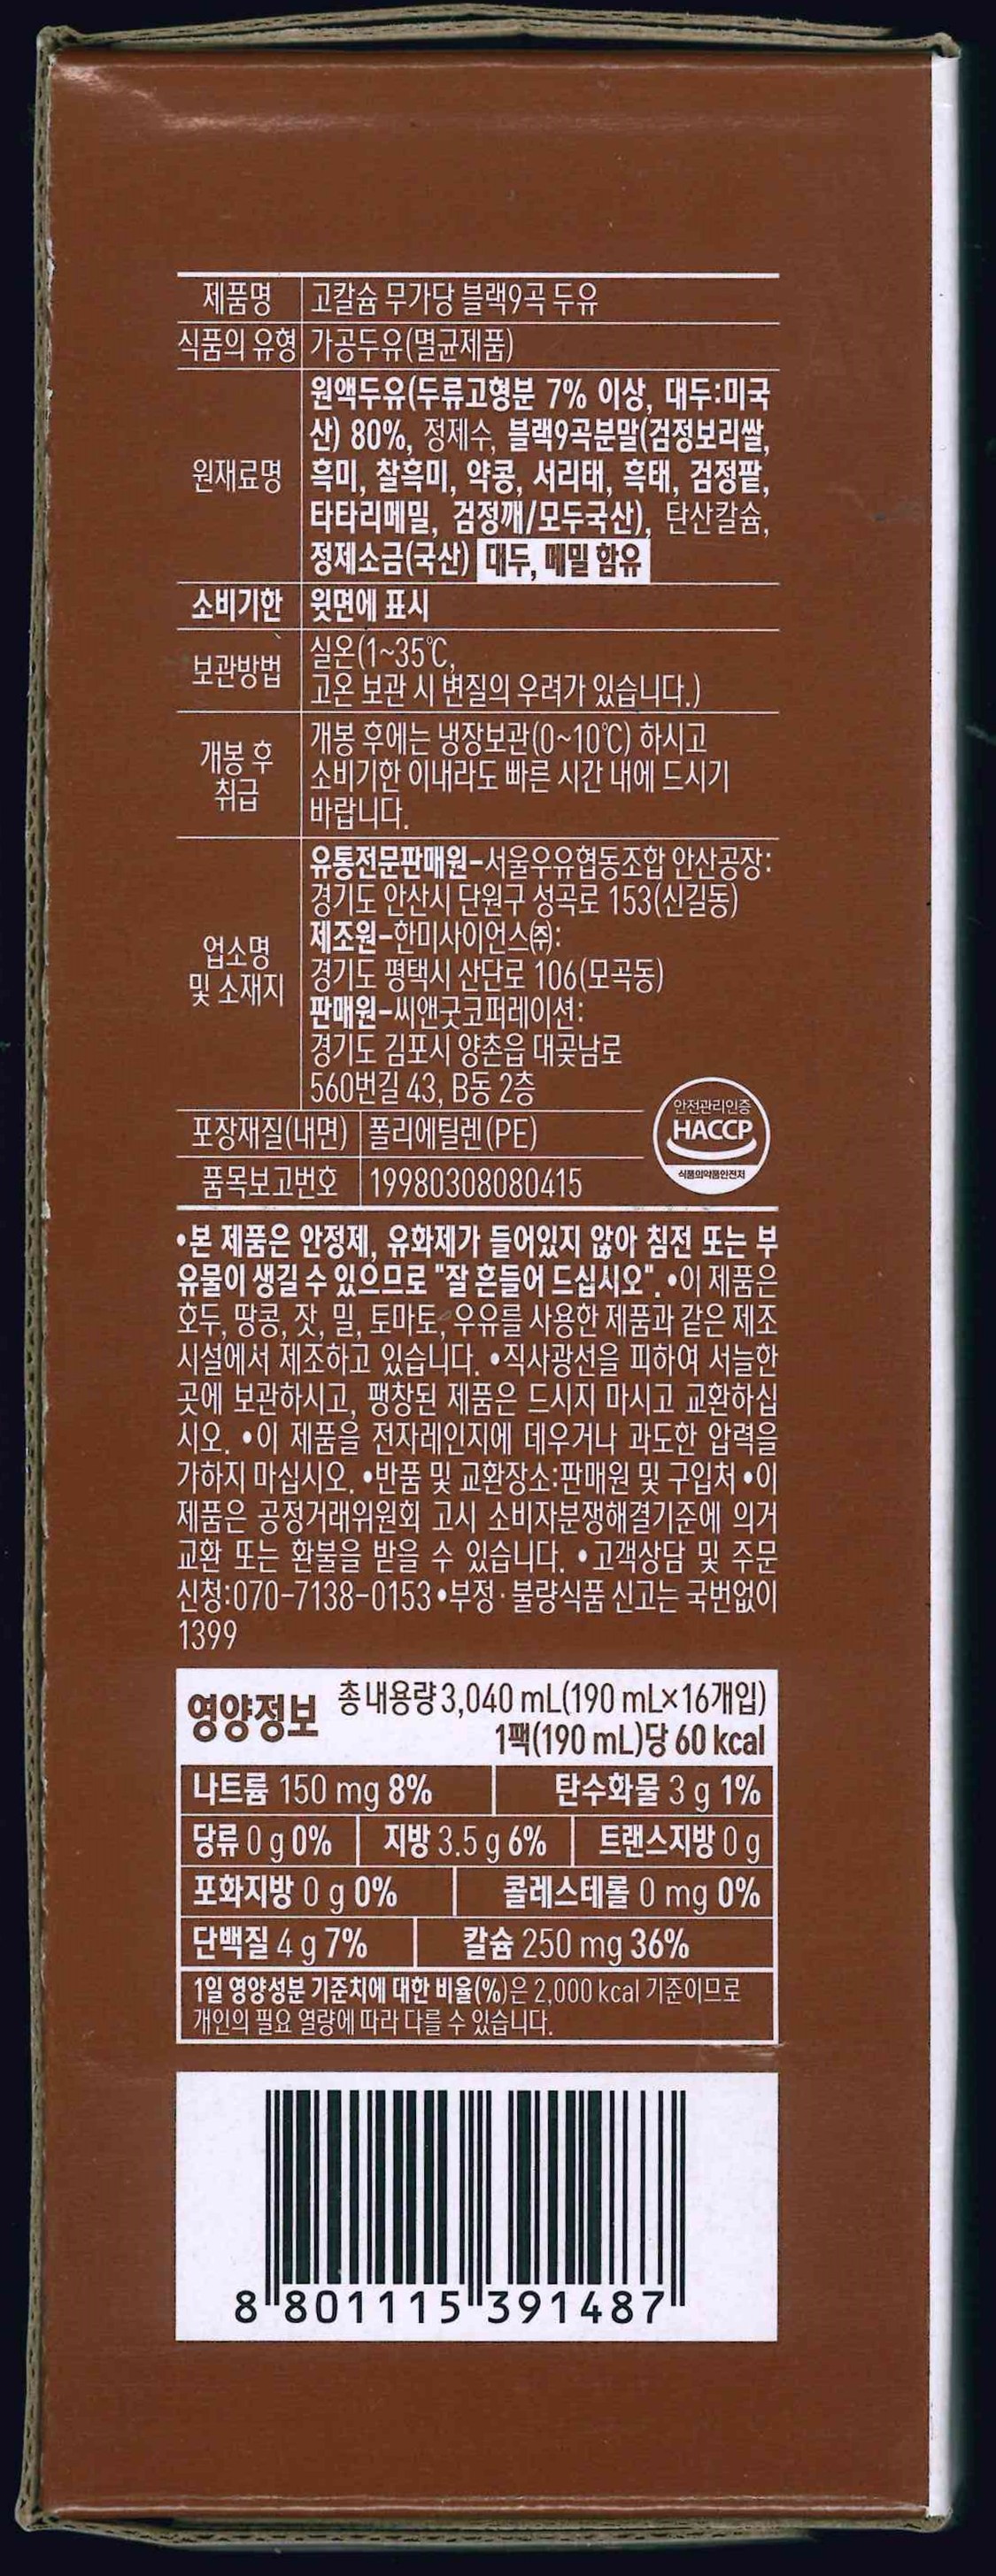 제품명 고칼슘 무가당 블랙9곡 두유
식품의 유형 가공두유(멸균제품)
원재료명
원액두유(두류고형분 7% 이상, 대두:미국
산) 80%, 정제수, 블랙9곡분말(검정보리쌀,
흑미, 찰흑미, 약콩, 서리태, 흑태, 검정팥,
타타리메밀, 검정깨/모두국산), 탄산칼슘,
정제소금(국산) 대두, 메밀 함유
소비기한 윗면에 표시
보관방법
실온(1~35℃,
고온 보관 시 변질의 우려가 있습니다.)
개봉 후
취급
개봉 후에는 냉장보관(0~10℃) 하시고
소비기한 이내라도 빠른 시간 내에 드시기
바랍니다.
업소명
및 소재지
유통전문판매원-서울우유협동조합 안산공장:
경기도 안산시 단원구 성곡로 153(신길동)
제조원-한미사이언스㈜:
경기도 평택시 산단로 106(모곡동)
판매원-씨앤굿코퍼레이션:
경기도 김포시 양촌읍 대곶남로
560번길 43, B동 2층
포장재질(내면) 폴리에틸렌(PE)
품목보고번호 19980308080415
안전관리인증
HACCP
식품의약품안전처
•본 제품은 안정제, 유화제가 들어있지 않아 침전 또는 부
유물이 생길 수 있으므로 "잘 흔들어 드십시오". •이 제품은
호두, 땅콩, 잣, 밀, 토마토, 우유를 사용한 제품과 같은 제조
시설에서 제조하고 있습니다. •직사광선을 피하여 서늘한
곳에 보관하시고, 팽창된 제품은 드시지 마시고 교환하십
시오. •이 제품을 전자레인지에 데우거나 과도한 압력을
가하지 마십시오. •반품 및 교환장소:판매원 및 구입처 •이
제품은 공정거래위원회 고시 소비자분쟁해결기준에 의거
교환 또는 환불을 받을 수 있습니다. •고객상담 및 주문
신청:070-7138-0153 •부정·불량식품 신고는 국번없이
1399
영양정보
총 내용량 3,040 mL(190 mL×16개입)
1팩(190 mL)당 60 kcal
나트륨 150 mg 8% 탄수화물 3 g 1%
당류 0 g 0% 지방 3.5 g 6% 트랜스지방 0 g
포화지방 0 g 0% 콜레스테롤 0 mg 0%
단백질 4 g 7% 칼슘 250 mg 36%
1일 영양성분 기준치에 대한 비율(%)은 2,000 kcal 기준이므로
개인의 필요 열량에 따라 다를 수 있습니다.
8 801115 391487